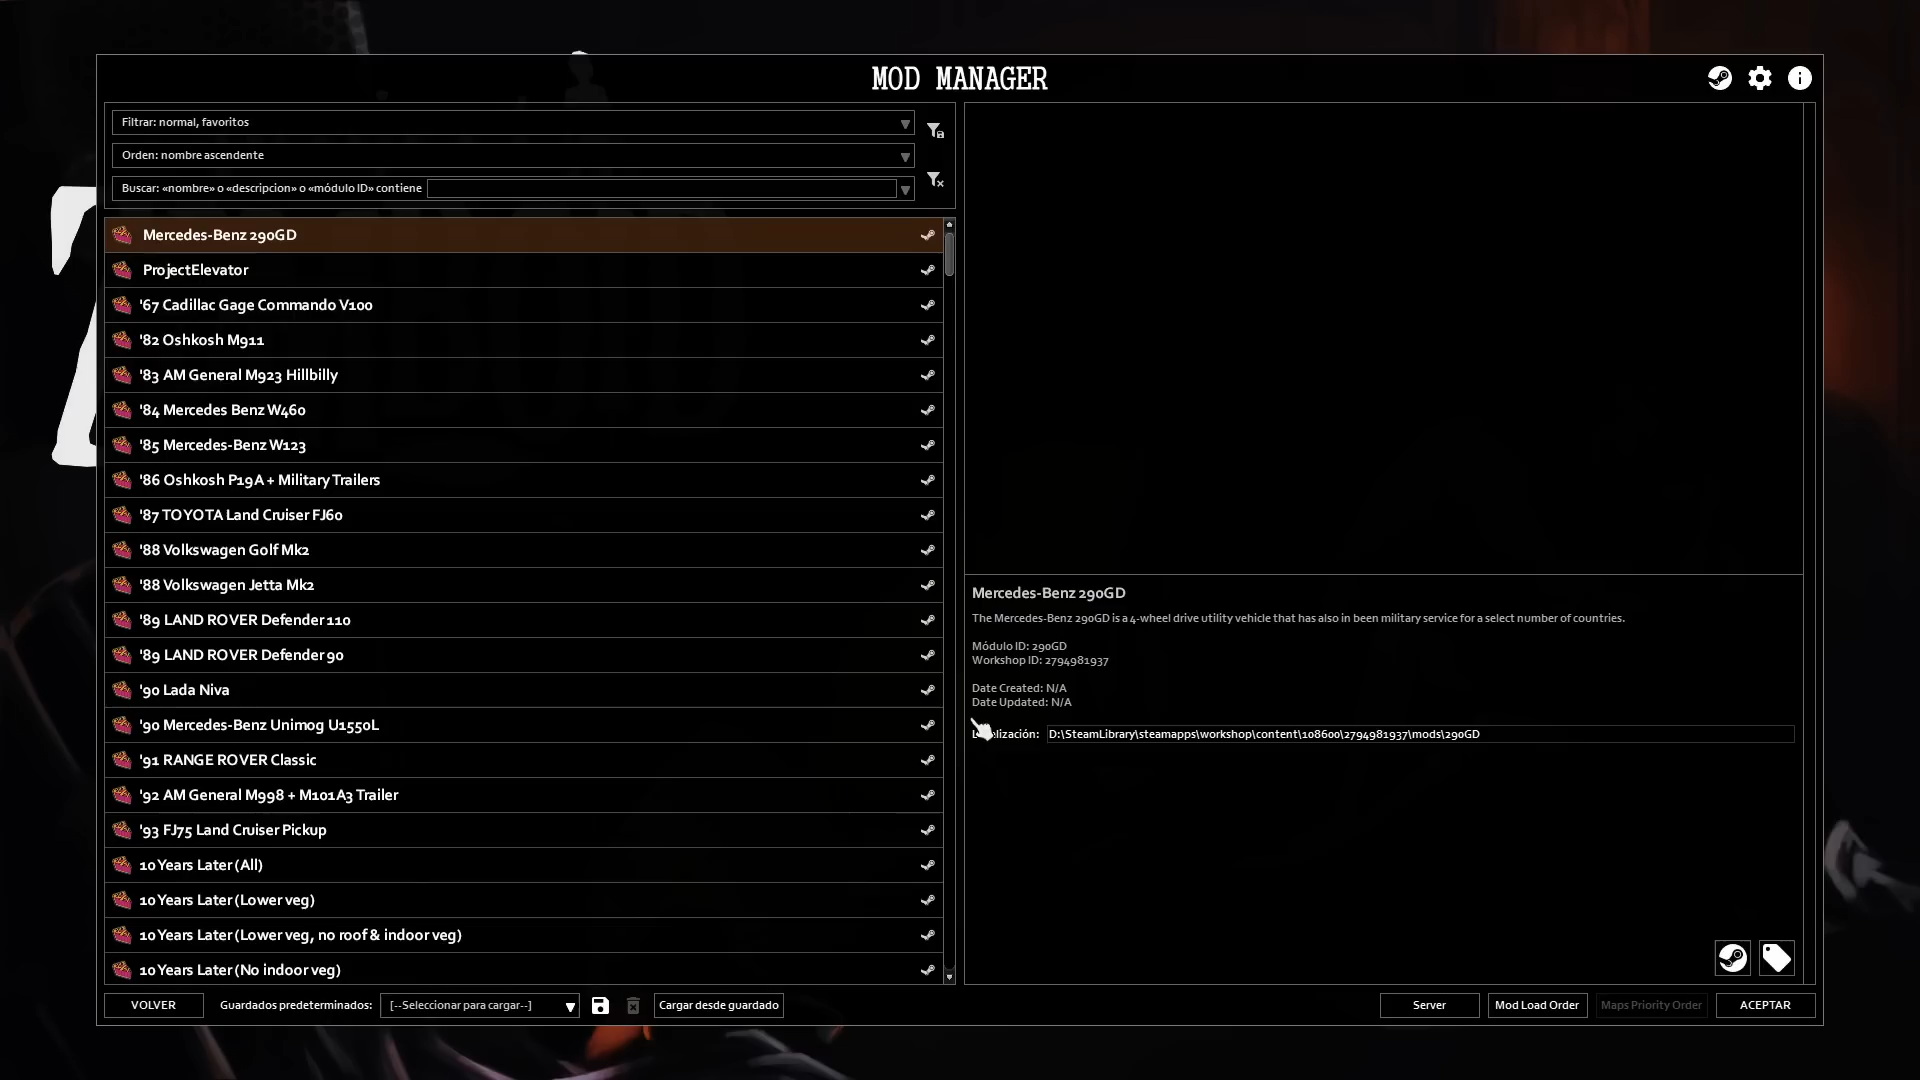 MOD MANAGER
Filtrar: normal, favoritos
Orden: nombre ascendente
Buscar: «nombre» o «descripcion» o «módulo ID» contiene
Mercedes-Benz 290GD
ProjectElevator
'67 Cadillac Gage Commando V100
'82 Oshkosh M911
'83 AM General M923 Hillbilly
'84 Mercedes Benz W460
'85 Mercedes-Benz W123
'86 Oshkosh P19A + Military Trailers
'87 TOYOTA Land Cruiser FJ60
'88 Volkswagen Golf Mk2
'88 Volkswagen Jetta Mk2
'89 LAND ROVER Defender 110
'89 LAND ROVER Defender 90
'90 Lada Niva
'90 Mercedes-Benz Unimog U1550L
'91 RANGE ROVER Classic
'92 AM General M998 + M101A3 Trailer
'93 FJ75 Land Cruiser Pickup
10 Years Later (All)
10 Years Later (Lower veg)
10 Years Later (Lower veg, no roof & indoor veg)
10 Years Later (No indoor veg)
Mercedes-Benz 290GD
The Mercedes-Benz 290GD is a 4-wheel drive utility vehicle that has also in been military service for a select number of countries.
Módulo ID: 290GD
Workshop ID: 2794981937
Date Created: N/A
Date Updated: N/A
D:\SteamLibrary\steamapps\workshop\content\108600\2794981937\mods\290GD
VOLVER
Guardados predeterminados:
[--Seleccionar para cargar--]
Cargar desde guardado
Server
Mod Load Order
Maps Priority Order
ACEPTAR